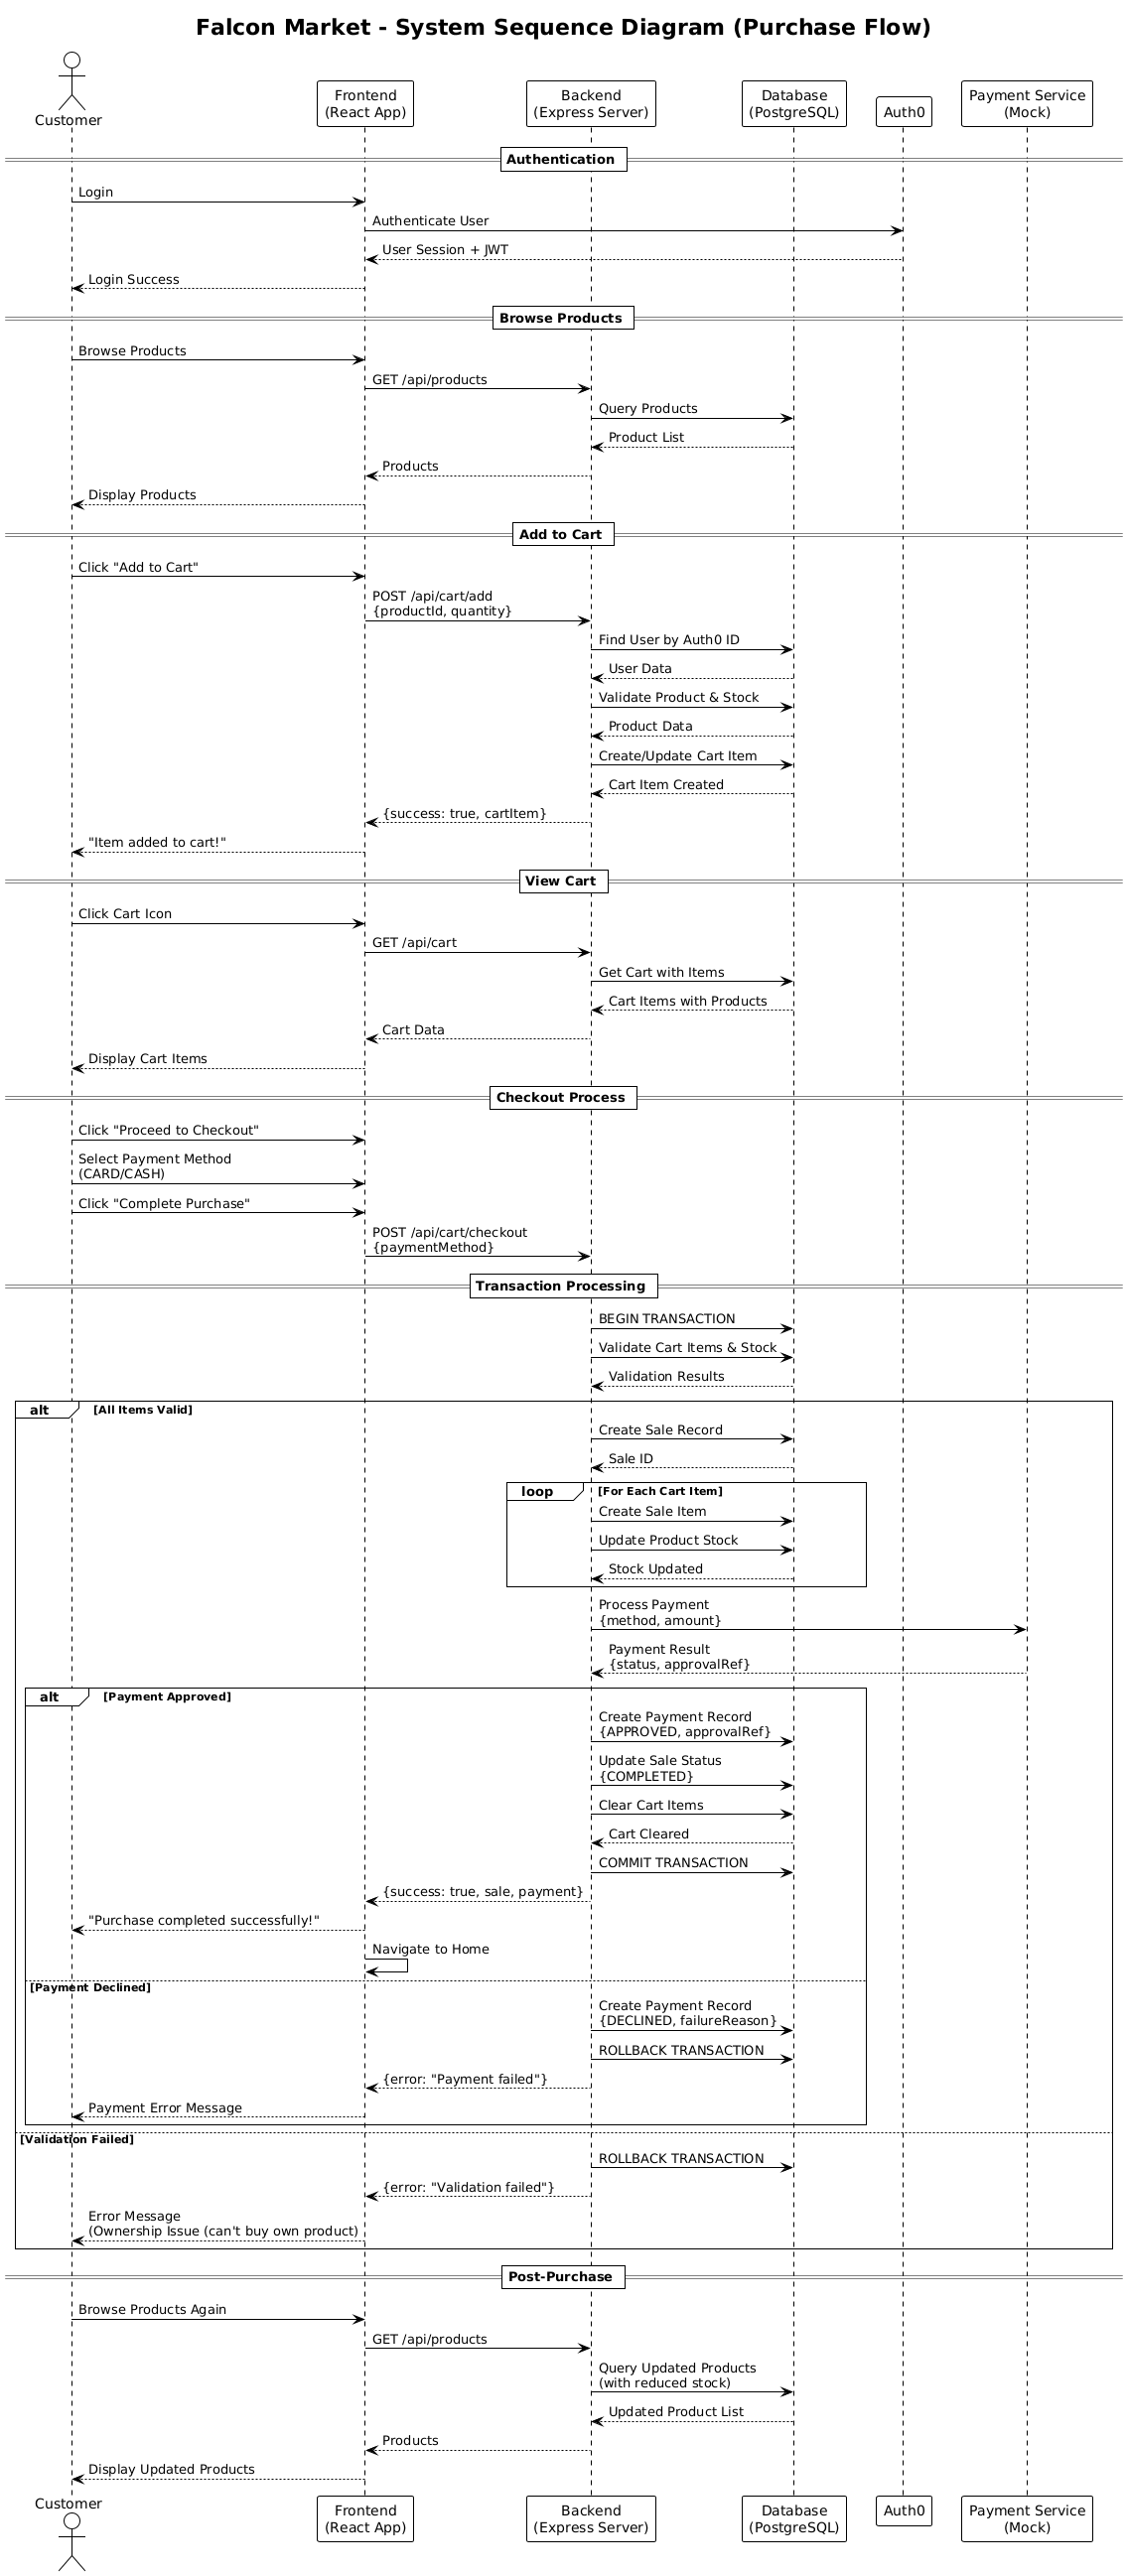 Falcon Market - System Sequence Diagram (Purchase Flow)
Customer
Frontend
(React App)
Backend
(Express Server)
Database
(PostgreSQL)
Auth0
Payment Service
(Mock)
Authentication
Login
Authenticate User
User Session + JWT
Login Success
Browse Products
Browse Products
GET /api/products
Query Products
Product List
Products
Display Products
Add to Cart
Click "Add to Cart"
POST /api/cart/add
{productId, quantity}
Find User by Auth0 ID
User Data
Validate Product & Stock
Product Data
Create/Update Cart Item
Cart Item Created
{success: true, cartItem}
"Item added to cart!"
View Cart
Click Cart Icon
GET /api/cart
Get Cart with Items
Cart Items with Products
Cart Data
Display Cart Items
Checkout Process
Click "Proceed to Checkout"
Select Payment Method
(CARD/CASH)
Click "Complete Purchase"
POST /api/cart/checkout
{paymentMethod}
Transaction Processing
BEGIN TRANSACTION
Validate Cart Items & Stock
Validation Results
alt [All Items Valid]
Create Sale Record
Sale ID
loop [For Each Cart Item]
Create Sale Item
Update Product Stock
Stock Updated
Process Payment
{method, amount}
Payment Result
{status, approvalRef}
alt [Payment Approved]
Create Payment Record
{APPROVED, approvalRef}
Update Sale Status
{COMPLETED}
Clear Cart Items
Cart Cleared
COMMIT TRANSACTION
{success: true, sale, payment}
"Purchase completed successfully!"
Navigate to Home
[Payment Declined]
Create Payment Record
{DECLINED, failureReason}
ROLLBACK TRANSACTION
{error: "Payment failed"}
Payment Error Message
[Validation Failed]
ROLLBACK TRANSACTION
{error: "Validation failed"}
Error Message
(Ownership Issue (can't buy own product)
Post-Purchase
Browse Products Again
GET /api/products
Query Updated Products
(with reduced stock)
Updated Product List
Products
Display Updated Products
Customer
Frontend
(React App)
Backend
(Express Server)
Database
(PostgreSQL)
Auth0
Payment Service
(Mock)